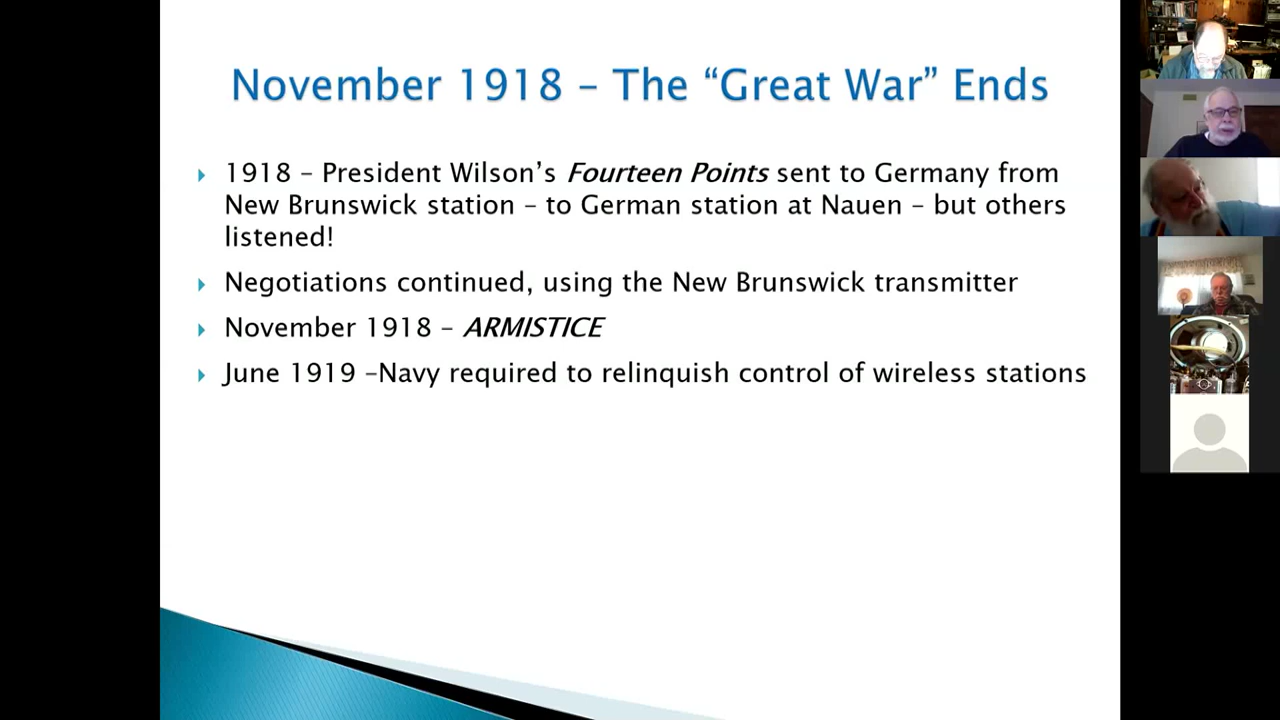 November 1918 – The “Great War” Ends
1918 – President Wilson’s Fourteen Points sent to Germany from
New Brunswick station – to German station at Nauen – but others
listened!
Negotiations continued, using the New Brunswick transmitter
November 1918 – ARMISTICE
June 1919 –Navy required to relinquish control of wireless stations